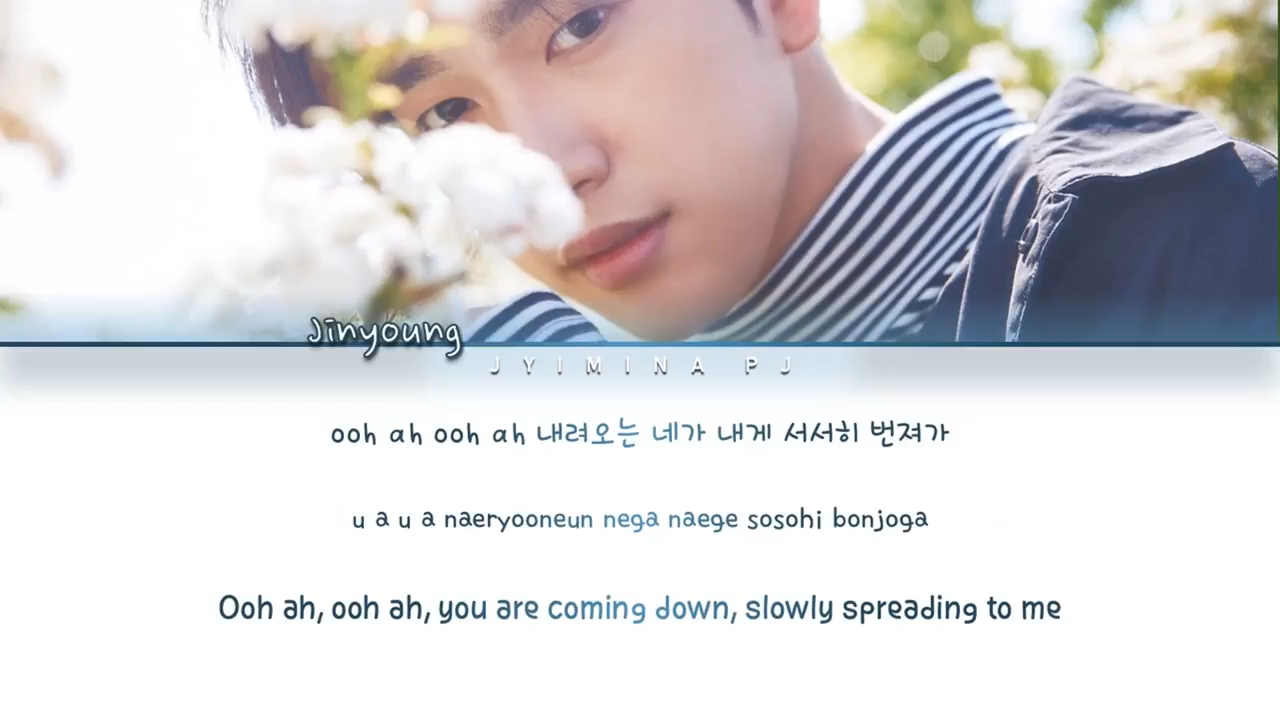 Jinyoung
JYIMINA PJ
ooh ah ooh ah 내려오는 네가 내게 서서히 번져가
u a u a naeryooneun nega naege sosohi bonjoga
Ooh ah, ooh ah, you are coming down, slowly spreading to me